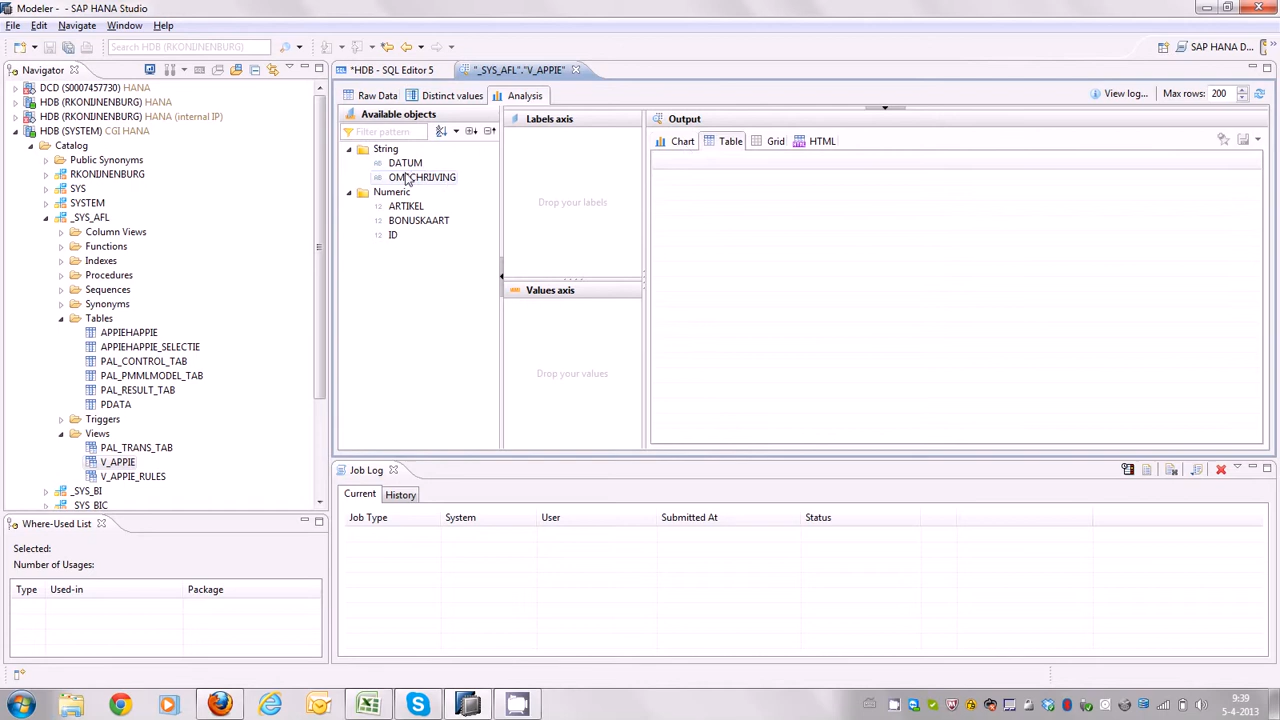 Modeler - - SAP HANA Studio
File Edit Navigate Window Help
Search HDB (RKONIJNENBURG)
SAP HANA D...
Navigator
DCD (S0007457730) HANA
HDB (RKONIJNENBURG) HANA
HDB (RKONIJNENBURG) HANA (internal IP)
HDB (SYSTEM) CGI HANA
Catalog
Public Synonyms
RKONIJNENBURG
SYS
SYSTEM
_SYS_AFL
Column Views
Functions
Indexes
Procedures
Sequences
Synonyms
Tables
APPIEHAPPIE
APPIEHAPPIE_SELECTIE
PAL_CONTROL_TAB
PAL_PMMLMODEL_TAB
PAL_RESULT_TAB
PDATA
Triggers
Views
PAL_TRANS_TAB
V_APPIE
V_APPIE_RULES
_SYS_BI
_SYS_BIC
*HDB - SQL Editor 5 "_SYS_AFL"."V_APPIE"
Raw Data Distinct values Analysis
View log... Max rows: 200
Available objects
Filter pattern
String
DATUM
OMSCHRIJVING
Numeric
ARTIKEL
BONUSKAART
ID
Labels axis
Drop your labels
Values axis
Drop your values
Output
Chart Table Grid HTML
Job Log
Current History
Job Type System User Submitted At Status
Where-Used List
Selected:
Number of Usages:
Type Used-in Package
9:39
5-4-2013